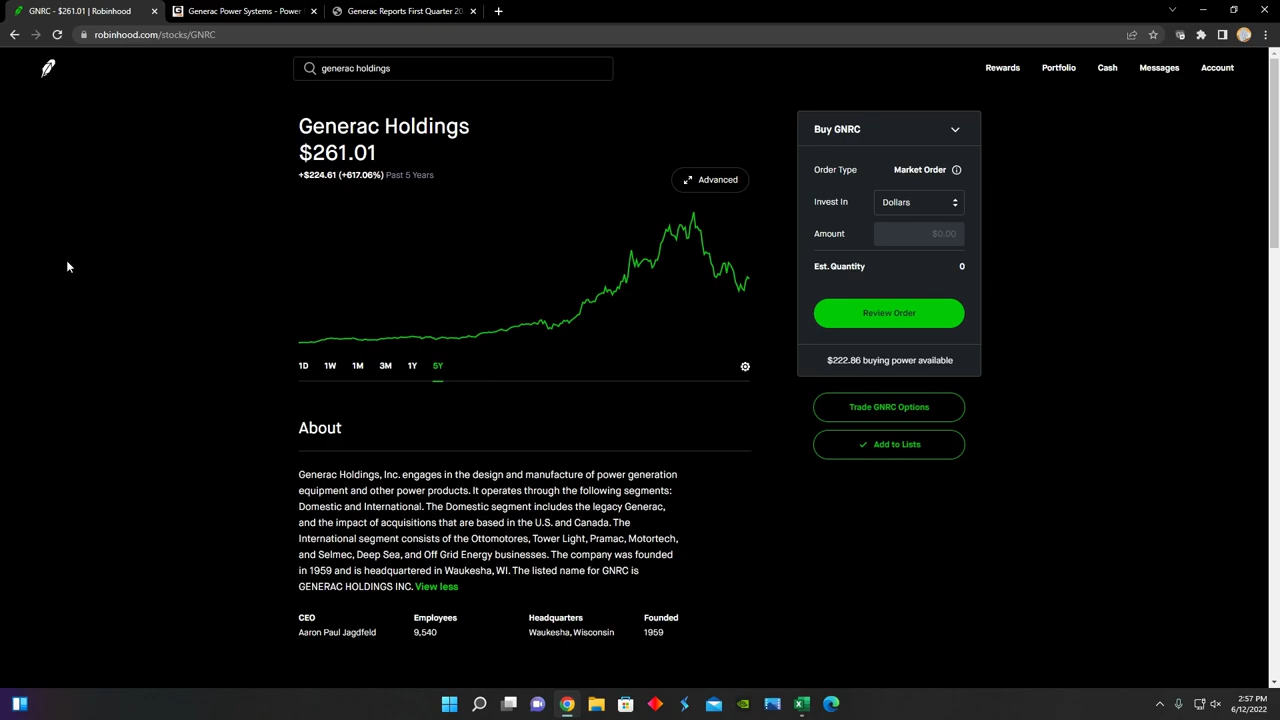 GNRC - $261.01 | Robinhood
Generac Power Systems - Power
Generac Reports First Quarter 20
robinhood.com/stocks/GNRC
generac holdings
Rewards
Portfolio
Cash
Messages
Account
Generac Holdings
$261.01
+$224.61 (+617.06%) Past 5 Years
Advanced
1D 1W 1M 3M 1Y 5Y
About
Generac Holdings, Inc. engages in the design and manufacture of power generation
equipment and other power products. It operates through the following segments:
Domestic and International. The Domestic segment includes the legacy Generac,
and the impact of acquisitions that are based in the U.S. and Canada. The
International segment consists of the Ottomotores, Tower Light, Pramac, Motortech,
and Selmec, Deep Sea, and Off Grid Energy businesses. The company was founded
in 1959 and is headquartered in Waukesha, WI. The listed name for GNRC is
GENERAC HOLDINGS INC. View less
CEO
Aaron Paul Jagdfeld
Employees
9,540
Headquarters
Waukesha, Wisconsin
Founded
1959
Buy GNRC
Order Type Market Order
Invest In Dollars
Amount $0.00
Est. Quantity 0
Review Order
$222.86 buying power available
Trade GNRC Options
Add to Lists
2:57 PM
6/12/2022